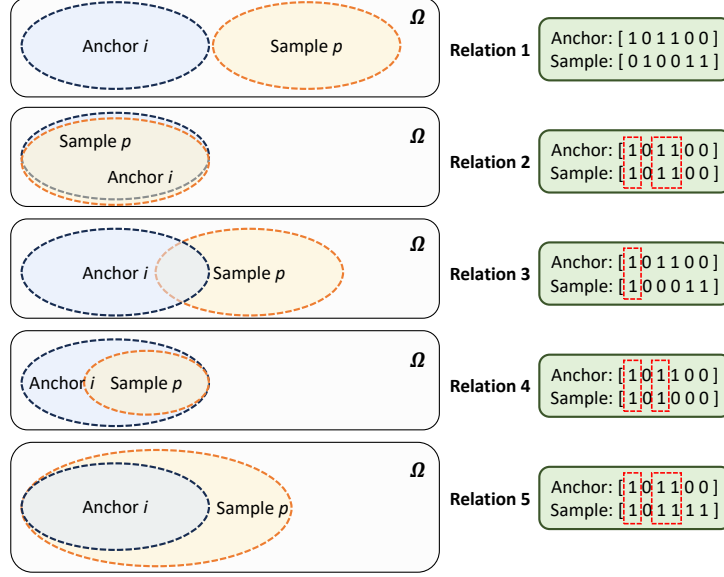 Ω
Anchor i
Sample p
Relation 1
Anchor: [ 1 0 1 1 0 0 ]
Sample: [ 0 1 0 0 1 1 ]
Ω
Sample p
Anchor i
Relation 2
Anchor: [ 1 0 1 1 0 0 ]
Sample: [ 1 0 1 1 0 0 ]
Ω
Anchor i
Sample p
Relation 3
Anchor: [ 1 0 1 1 0 0 ]
Sample: [ 1 0 0 0 1 1 ]
Ω
Anchor i
Sample p
Relation 4
Anchor: [ 1 0 1 1 0 0 ]
Sample: [ 1 0 1 0 0 0 ]
Ω
Anchor i
Sample p
Relation 5
Anchor: [ 1 0 1 1 0 0 ]
Sample: [ 1 0 1 1 1 1 ]